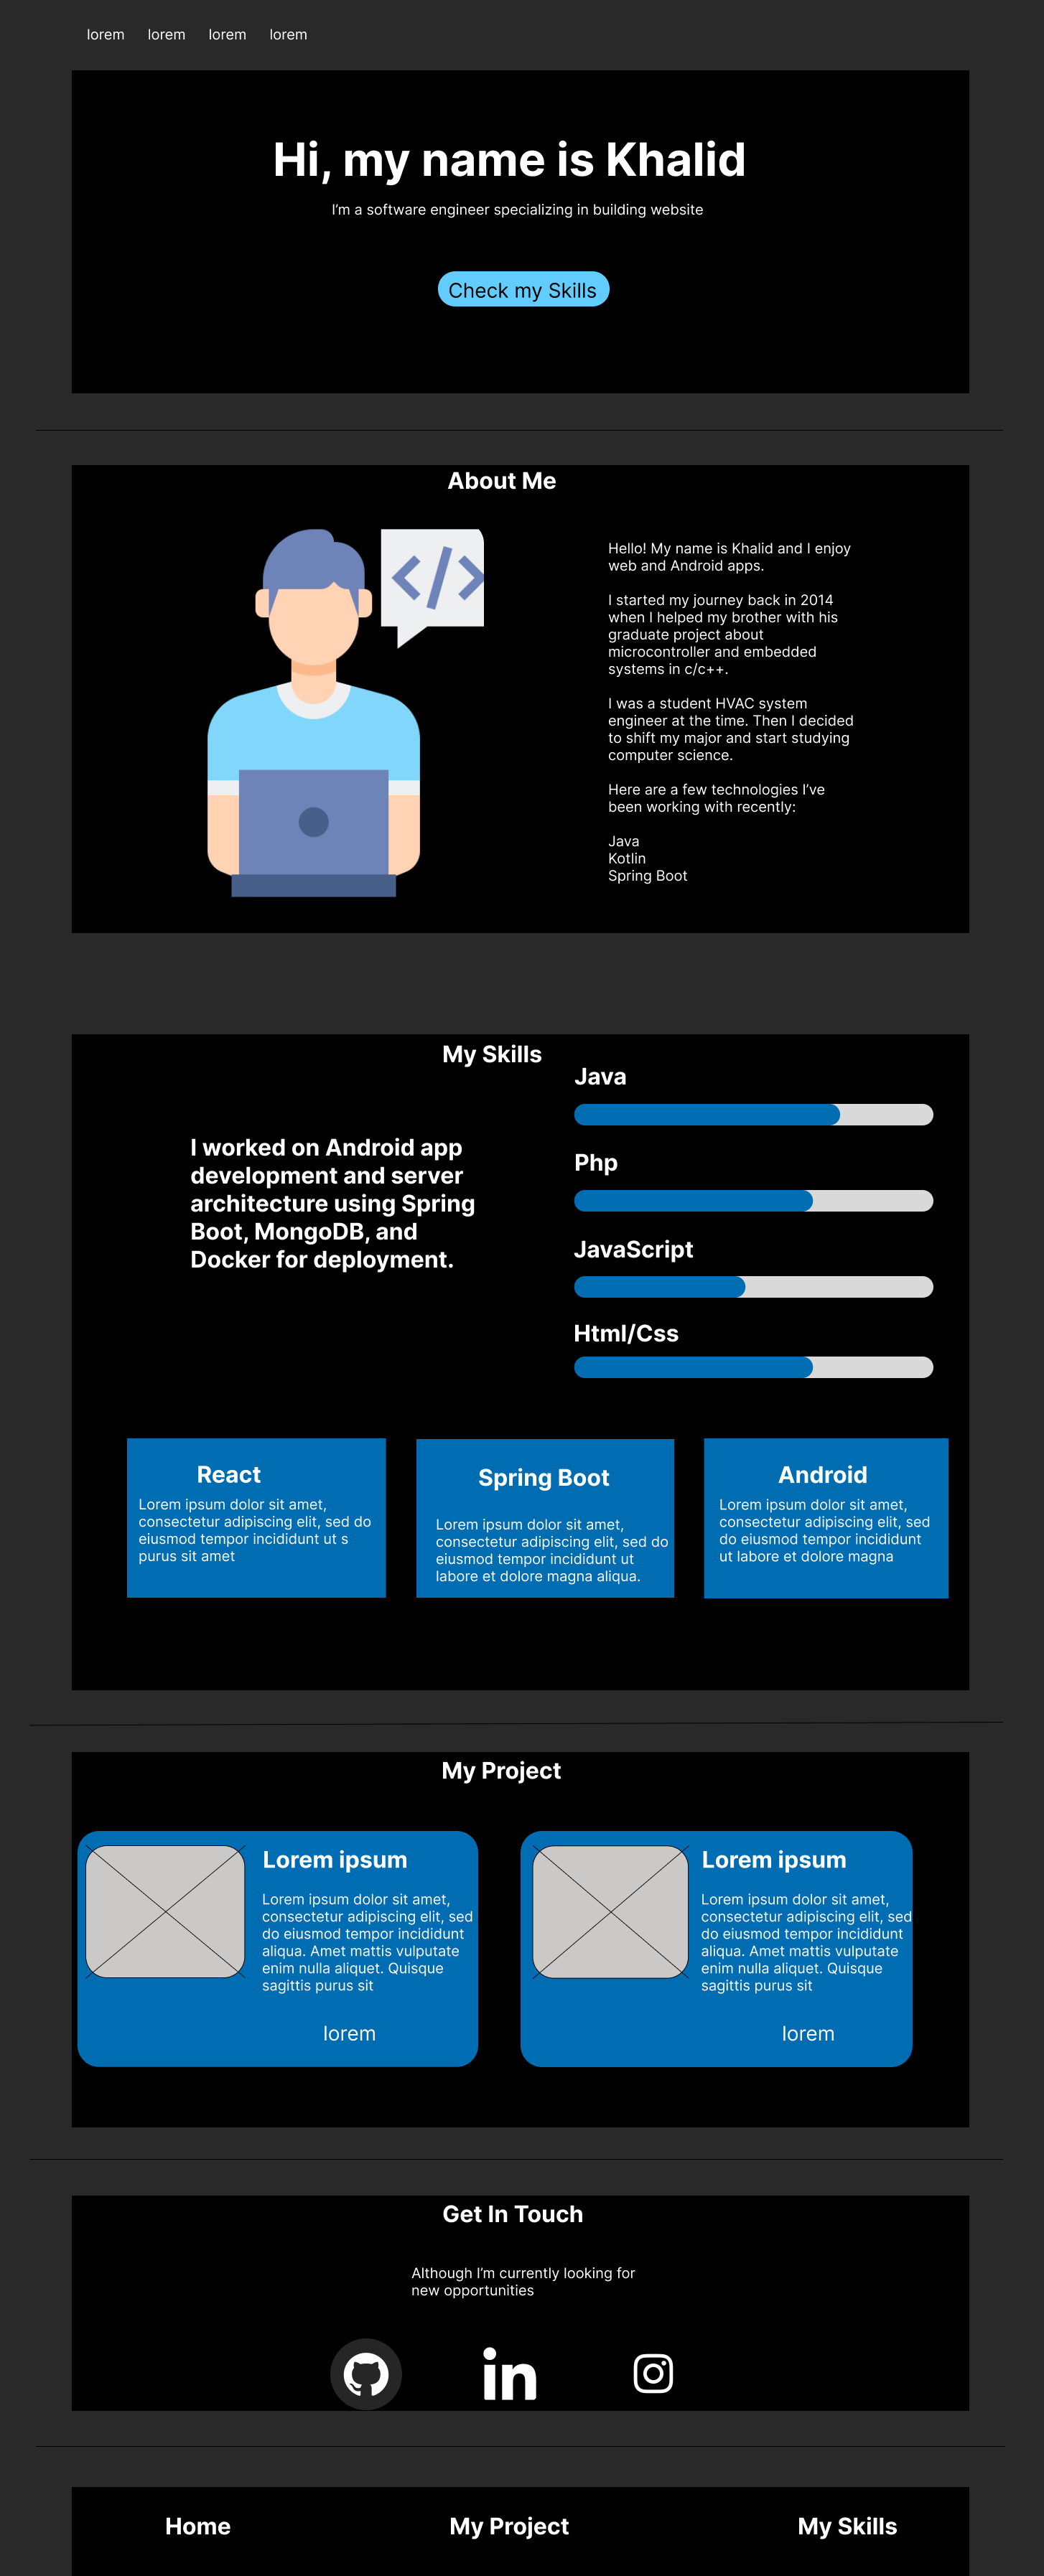 lorem lorem lorem lorem
Hi, my name is Khalid
I’m a software engineer specializing in building website
Check my Skills
About Me
Hello! My name is Khalid and I enjoy
web and Android apps.
I started my journey back in 2014
when I helped my brother with his
graduate project about
microcontroller and embedded
systems in c/c++.
I was a student HVAC system
engineer at the time. Then I decided
to shift my major and start studying
computer science.
Here are a few technologies I’ve
been working with recently:
Java
Kotlin
Spring Boot
My Skills
I worked on Android app
development and server
architecture using Spring
Boot, MongoDB, and
Docker for deployment.
Java
Php
JavaScript
Html/Css
React
Lorem ipsum dolor sit amet,
consectetur adipiscing elit, sed do
eiusmod tempor incididunt ut s
purus sit amet
Spring Boot
Lorem ipsum dolor sit amet,
consectetur adipiscing elit, sed do
eiusmod tempor incididunt ut
labore et dolore magna aliqua.
Android
Lorem ipsum dolor sit amet,
consectetur adipiscing elit, sed
do eiusmod tempor incididunt
ut labore et dolore magna
My Project
Lorem ipsum
Lorem ipsum dolor sit amet,
consectetur adipiscing elit, sed
do eiusmod tempor incididunt
aliqua. Amet mattis vulputate
enim nulla aliquet. Quisque
sagittis purus sit
lorem
Lorem ipsum
Lorem ipsum dolor sit amet,
consectetur adipiscing elit, sed
do eiusmod tempor incididunt
aliqua. Amet mattis vulputate
enim nulla aliquet. Quisque
sagittis purus sit
lorem
Get In Touch
Although I’m currently looking for
new opportunities
in
Home
My Project
My Skills